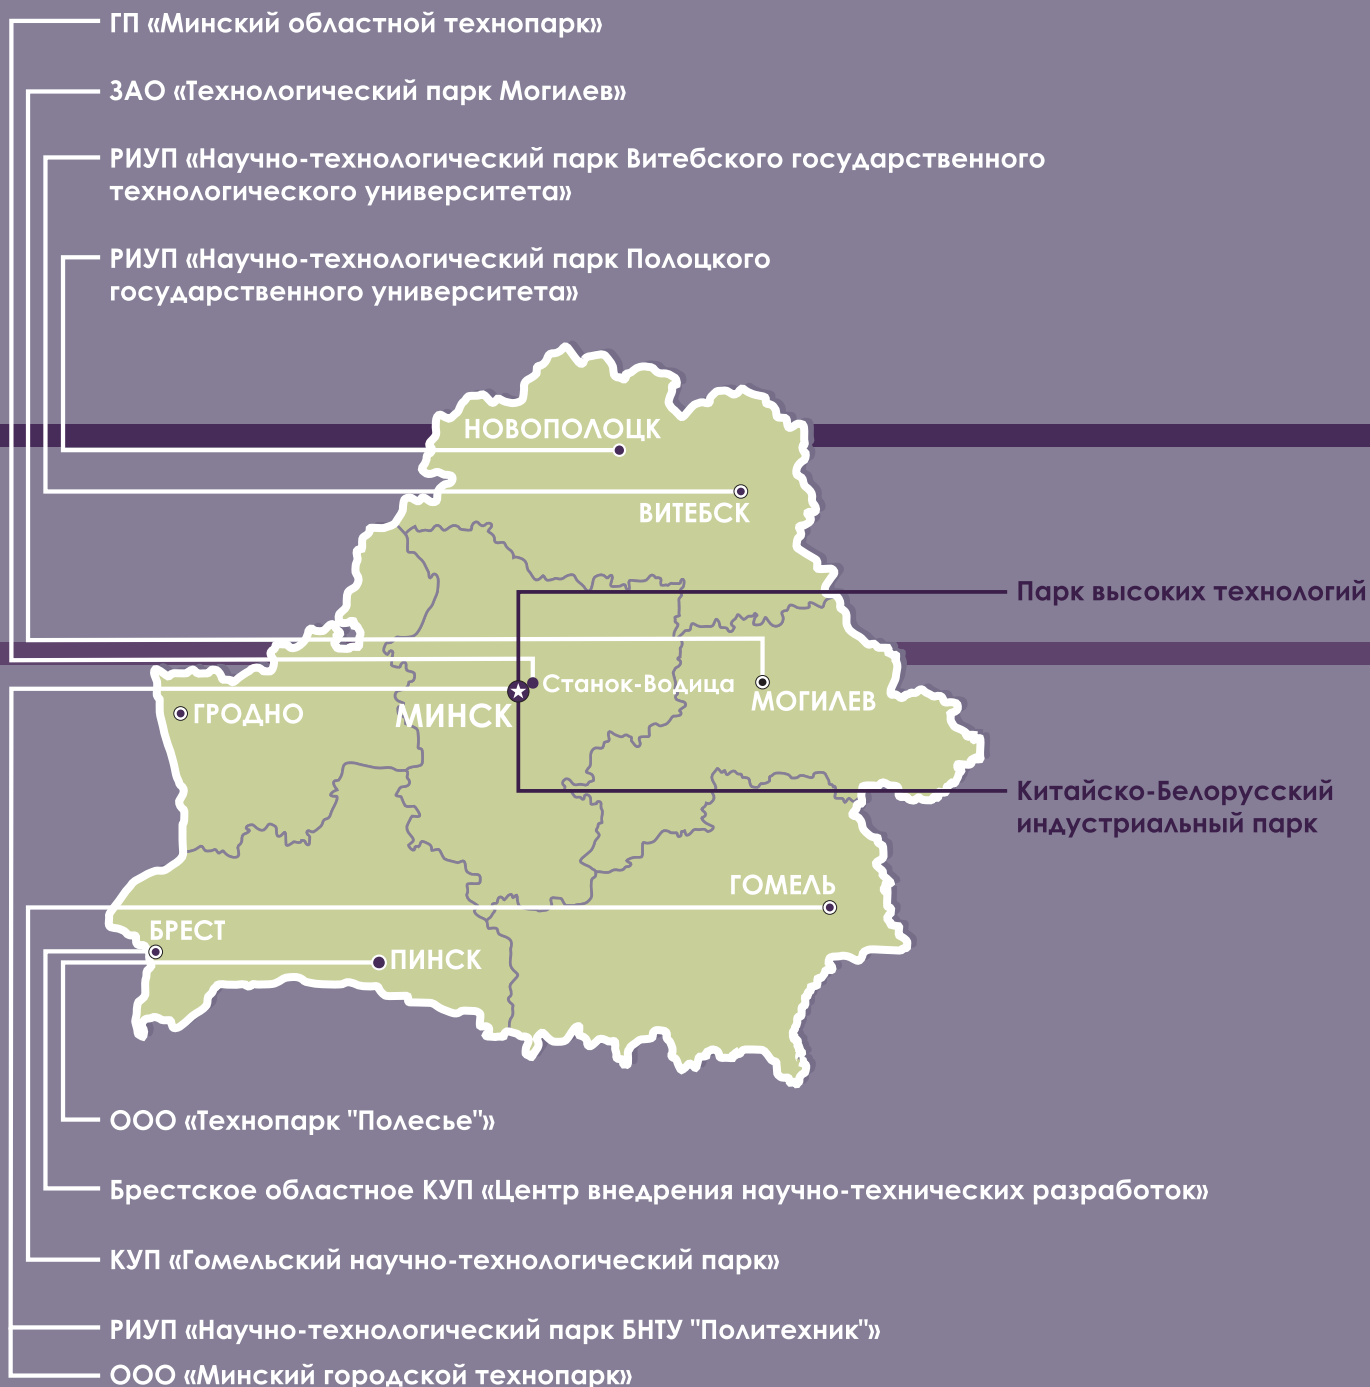 ГП «Минский областной технопарк»
ЗАО «Технологический парк Могилев»
РИУП «Научно-технологический парк Витебского государственного
технологического университета»
РИУП «Научно-технологический парк Полоцкого
государственного университета»
НОВОПОЛОЦК
ВИТЕБСК
Парк высоких технологий
Станок-Водица
МОГИЛЕВ
ГРОДНО
МИНСК
Китайско-Белорусский
индустриальный парк
ГОМЕЛЬ
БРЕСТ
ПИНСК
ООО «Технопарк "Полесье"»
Брестское областное КУП «Центр внедрения научно-технических разработок»
КУП «Гомельский научно-технологический парк»
РИУП «Научно-технологический парк БНТУ "Политехник"»
ООО «Минский городской технопарк»